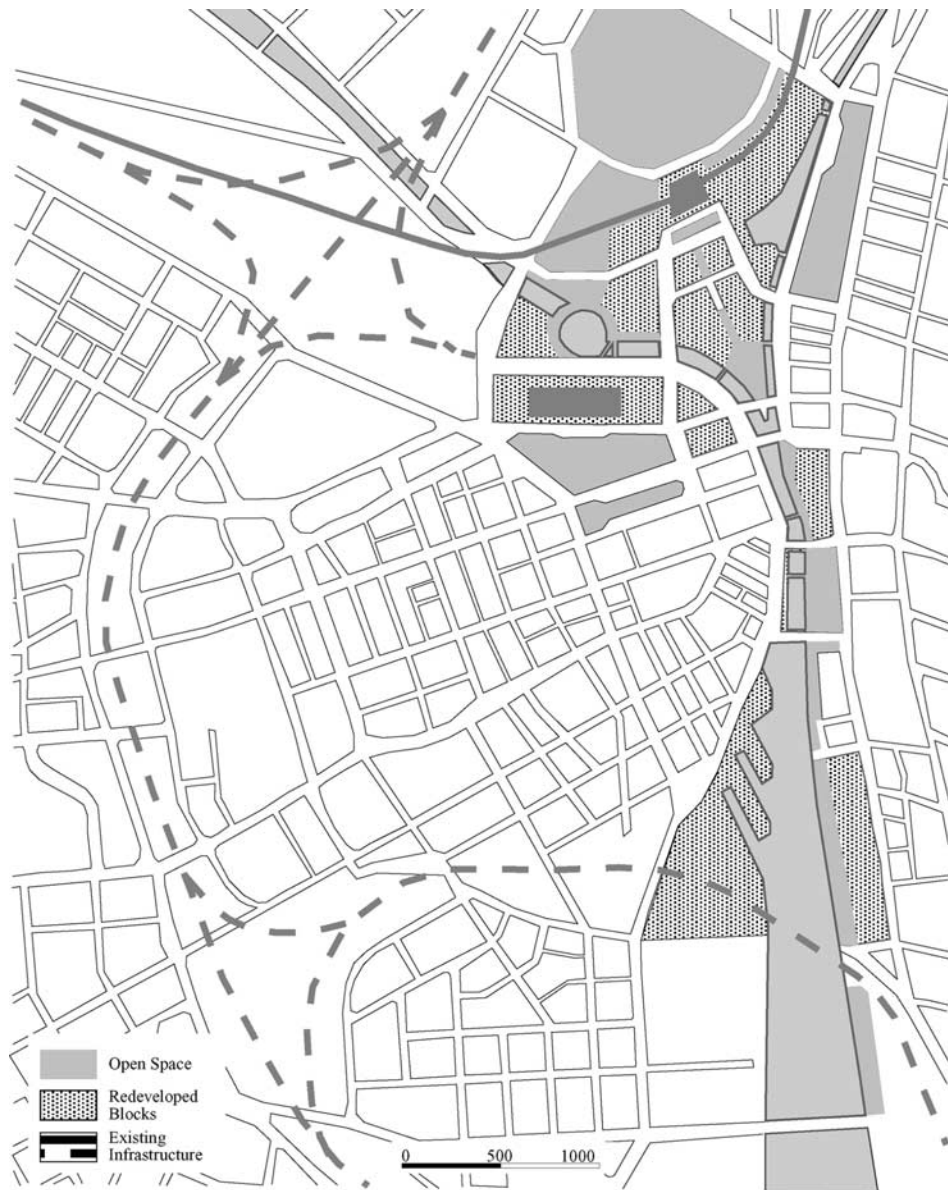 Open Space
Redeveloped
Blocks
Existing
Infrastructure
0 500 1000